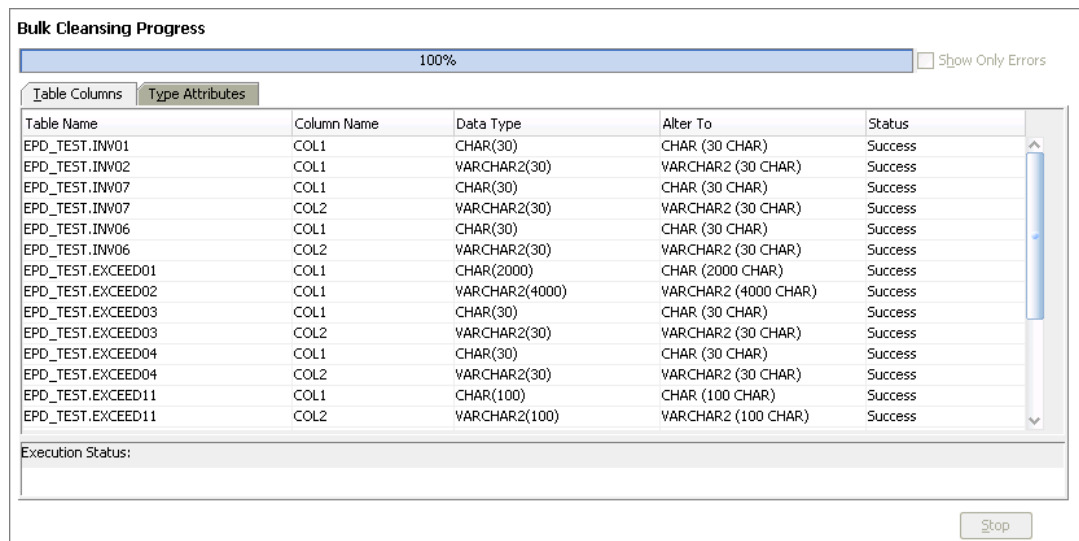 Bulk Cleansing Progress
100% Show Only Errors
Table Columns Type Attributes
Table Name Column Name Data Type Alter To Status
EPD_TEST.INV01 COL1 CHAR(30) CHAR (30 CHAR) Success
EPD_TEST.INV02 COL1 VARCHAR2(30) VARCHAR2 (30 CHAR) Success
EPD_TEST.INV07 COL1 CHAR(30) CHAR (30 CHAR) Success
EPD_TEST.INV07 COL2 VARCHAR2(30) VARCHAR2 (30 CHAR) Success
EPD_TEST.INV06 COL1 CHAR(30) CHAR (30 CHAR) Success
EPD_TEST.INV06 COL2 VARCHAR2(30) VARCHAR2 (30 CHAR) Success
EPD_TEST.EXCEED01 COL1 CHAR(2000) CHAR (2000 CHAR) Success
EPD_TEST.EXCEED02 COL1 VARCHAR2(4000) VARCHAR2 (4000 CHAR) Success
EPD_TEST.EXCEED03 COL1 CHAR(30) CHAR (30 CHAR) Success
EPD_TEST.EXCEED03 COL2 VARCHAR2(30) VARCHAR2 (30 CHAR) Success
EPD_TEST.EXCEED04 COL1 CHAR(30) CHAR (30 CHAR) Success
EPD_TEST.EXCEED04 COL2 VARCHAR2(30) VARCHAR2 (30 CHAR) Success
EPD_TEST.EXCEED11 COL1 CHAR(100) CHAR (100 CHAR) Success
EPD_TEST.EXCEED11 COL2 VARCHAR2(100) VARCHAR2 (100 CHAR) Success
Execution Status:
Stop